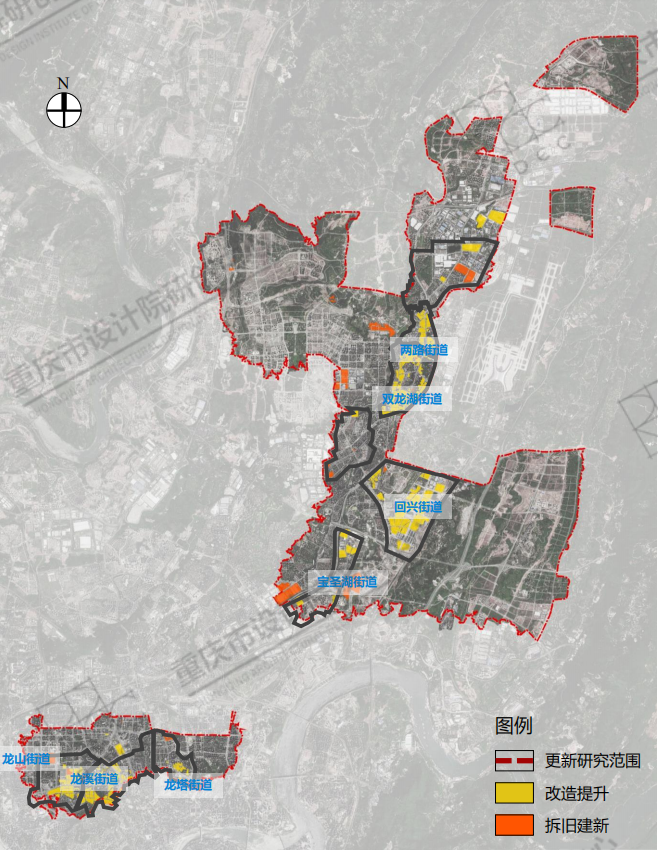 N
两路街道
双龙湖街道
回兴街道
宝圣湖街道
龙山街道
龙溪街道
龙塔街道
图例
更新研究范围
改造提升
拆旧建新
重庆市设计院
重庆市设